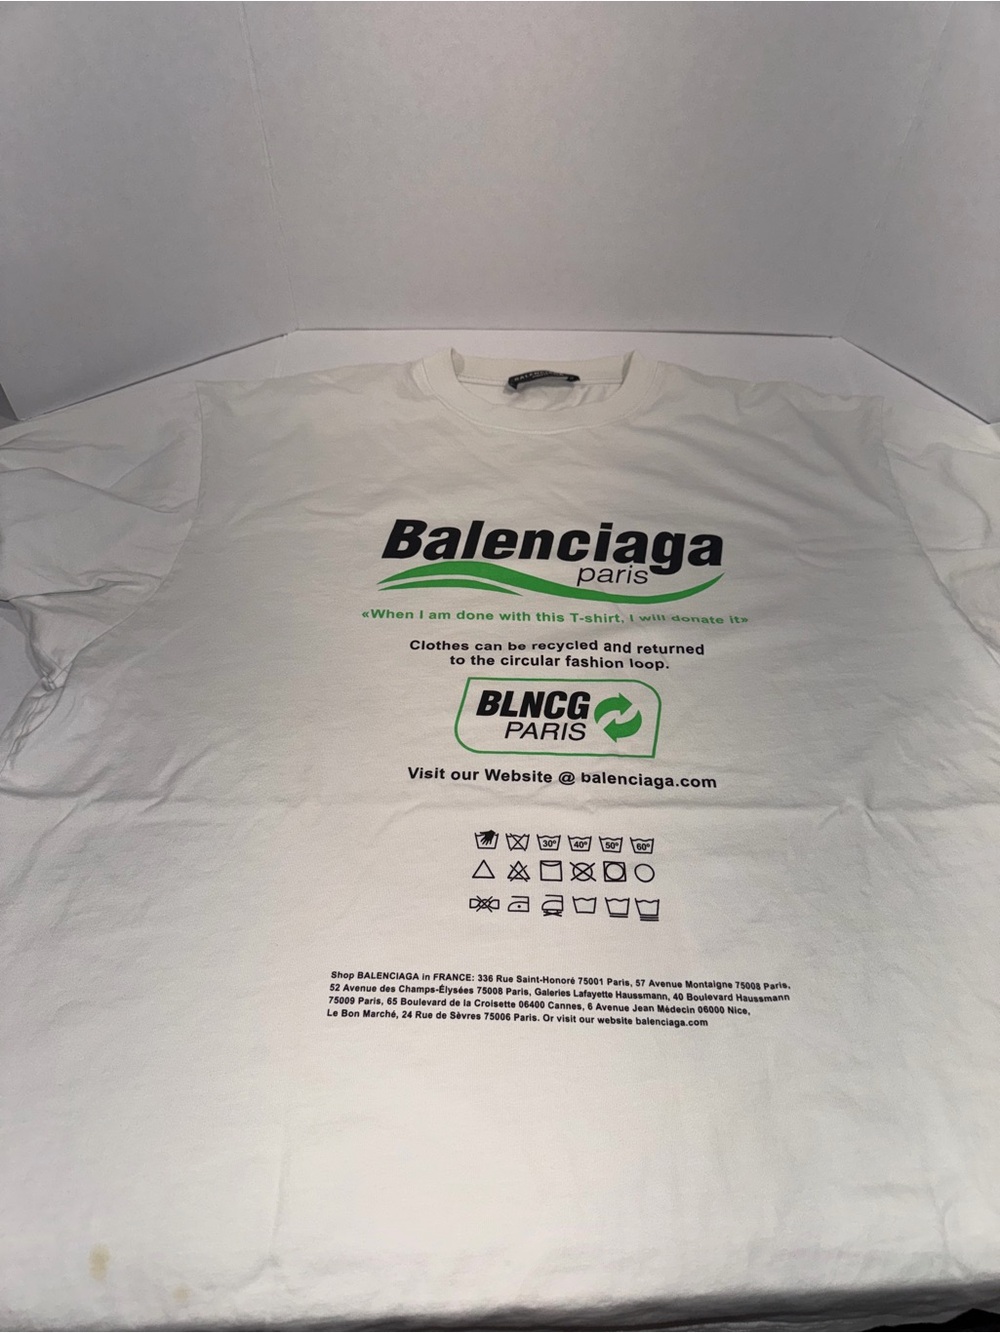 Balenciaga
paris
«When I am done with this T-shirt, I will donate it»
Clothes can be recycled and returned
to the circular fashion loop.
BLNCG
PARIS
Visit our Website @ balenciaga.com
30° 40° 50° 60°
Shop BALENCIAGA in FRANCE: 336 Rue Saint-Honoré 75001 Paris, 57 Avenue Montaigne 75008 Paris,
52 Avenue des Champs-Élysées 75008 Paris, Galeries Lafayette Haussmann, 40 Boulevard Haussmann
75009 Paris, 65 Boulevard de la Croisette 06400 Cannes, 6 Avenue Jean Médecin 06000 Nice,
Le Bon Marché, 24 Rue de Sèvres 75006 Paris. Or visit our website balenciaga.com